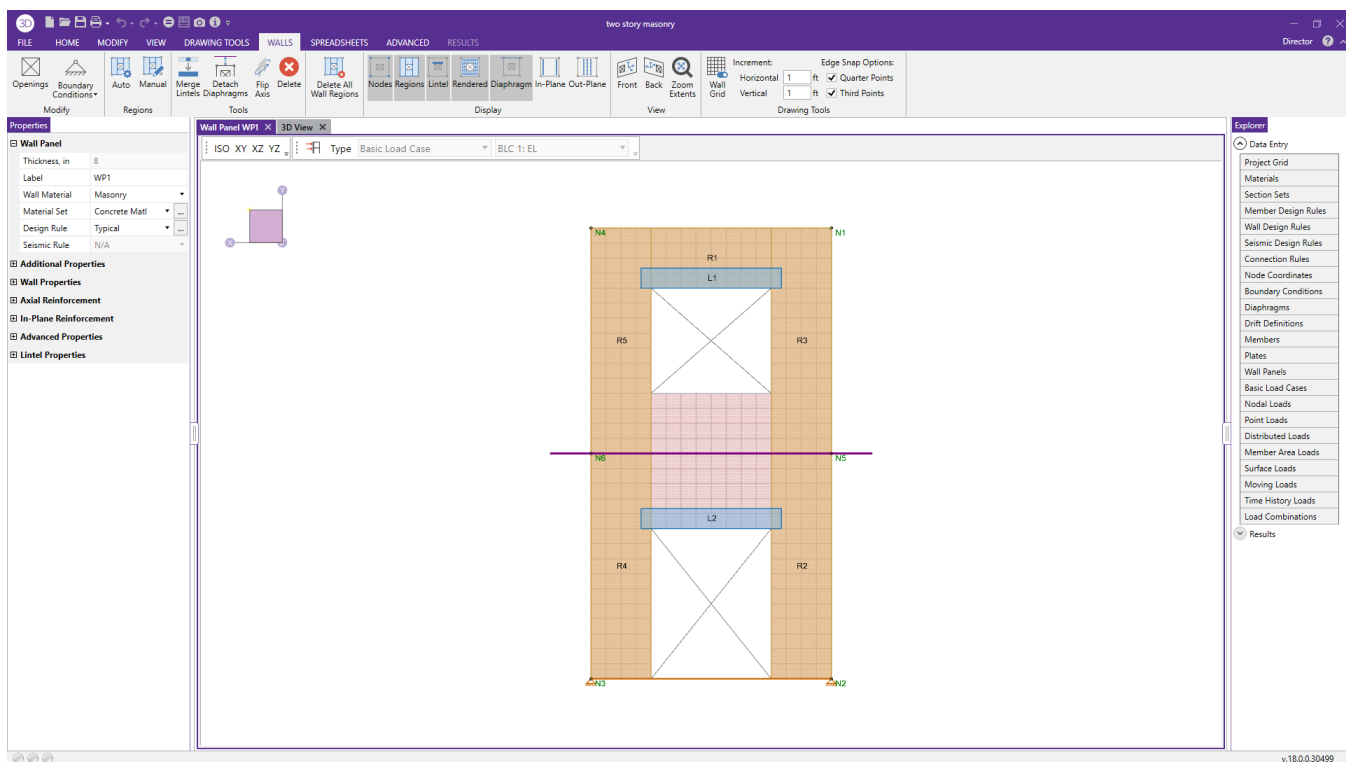 3D two story masonry
FILE HOME MODIFY VIEW DRAWING TOOLS WALLS SPREADSHEETS ADVANCED RESULTS Director
Increment: Edge Snap Options:
Horizontal 1 ft Quarter Points
Vertical 1 ft Third Points
Openings Boundary Conditions Auto Manual Merge Lintels Detach Diaphragms Flip Axis Delete Delete All Wall Regions Nodes Regions Lintel Rendered Diaphragm In-Plane Out-Plane Front Back Zoom Extents Wall Grid
Modify Regions Tools Display View Drawing Tools
Properties
Wall Panel
Thickness, in 8
Label WP1
Wall Material Masonry
Material Set Concrete Matl ...
Design Rule Typical ...
Seismic Rule N/A
Additional Properties
Wall Properties
Axial Reinforcement
In-Plane Reinforcement
Advanced Properties
Lintel Properties
Wall Panel WP1 X 3D View X
ISO XY XZ YZ Type Basic Load Case BLC 1: EL
Y
X
N4 N1
R1
L1
R5 R3
N6 N5
L2
R4 R2
N3 N2
Explorer
Data Entry
Project Grid
Materials
Section Sets
Member Design Rules
Wall Design Rules
Seismic Design Rules
Connection Rules
Node Coordinates
Boundary Conditions
Diaphragms
Drift Definitions
Members
Plates
Wall Panels
Basic Load Cases
Nodal Loads
Point Loads
Distributed Loads
Member Area Loads
Surface Loads
Moving Loads
Time History Loads
Load Combinations
Results
v.18.0.0.30499